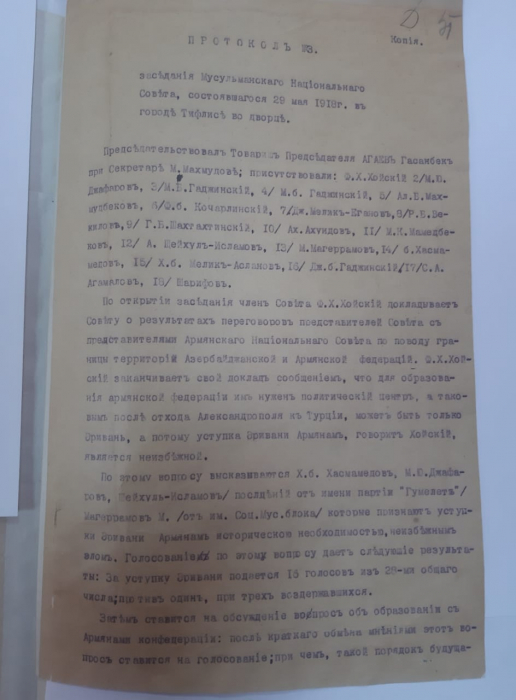 Копія.
ПРОТОКОЛЪ №3.
засѣданія Мусульманскаго Національнаго
Совѣта, состоявшагося 29 мая 1918г. въ
городѣ Тифлисѣ во дворцѣ.
Предсѣдательствовалъ Товарищъ Предсѣдателя АГАЕВЪ Гасанбекъ
при Секретарѣ М.Махмудовѣ; присутствовали: Ф.Х.Хойскій 2/М.Ю.
Джафаровъ, 3/М.Г.Гаджинскій, 4/ М.б. Гаджинскій, 5/ Ал.б.Мах-
мудбековъ, 6/Ф.б. Кочарлинскій, 7/Дж.Меликъ-Егановъ,8/Р.Б.Ве-
киловъ,9/ Г.Б.Шахтахтинскій, 10/ Ах.Ахундовъ, 11/ И.К.Мамедбе-
ковъ, 12/ А. Шейхулъ-Исламовъ, 13/ М.Магеррамовъ,14/ б.Хасма-
медовъ, 15/ Х.б. Меликъ-Аслановъ,16/ Дж.б.Гаджинскій/17/С.А.
Агамаловъ, 18/ Шарифовъ.
По открытіи засѣданія членъ Совѣта Ф.Х.Хойскій докладываетъ
Совѣту о результатахъ переговоровъ представителей Совѣта съ
представителями Армянскаго Національнаго Совѣта по поводу гра-
ницы территорій Азербайджанской и Армянской федерацій. Ф.Х.Хой-
скій заканчиваетъ свой докладъ сообщеніемъ, что для образова-
нія армянской федераціи имъ нуженъ политическій центръ, а тако-
вымъ послѣ отхода Александрополя къ Турціи, можетъ быть только
Эривань, а потому уступка Эривани Армянамъ, говоритъ Хойскій,
является неизбѣжной.
По этому вопросу высказываются Х.б. Хасмамедовъ, М.Ю.Джафа-
ровъ, Шейхулъ-Исламовъ/ послѣдній отъ имени партіи "Гумметъ"/
Магеррамовъ М. /отъ им. Соц.Мус.блока/ которые признаютъ уступ-
ки Эривани Армянамъ историческою необходимостью,неизбѣжнымъ
зломъ. Голосованіе по этому вопросу даетъ слѣдующіе результа-
ты: За уступку Эривани подается 16 голосовъ изъ 28-ми общаго
числа;противъ одинъ, при трехъ воздержавшихся.
Затѣмъ ставится на обсужденіе вопросъ объ образованіи съ
Армянами конфедераціи: послѣ краткаго обмѣна мнѣніями этотъ во-
просъ ставится на голосованіе;при чемъ, такой порядокъ будуща-